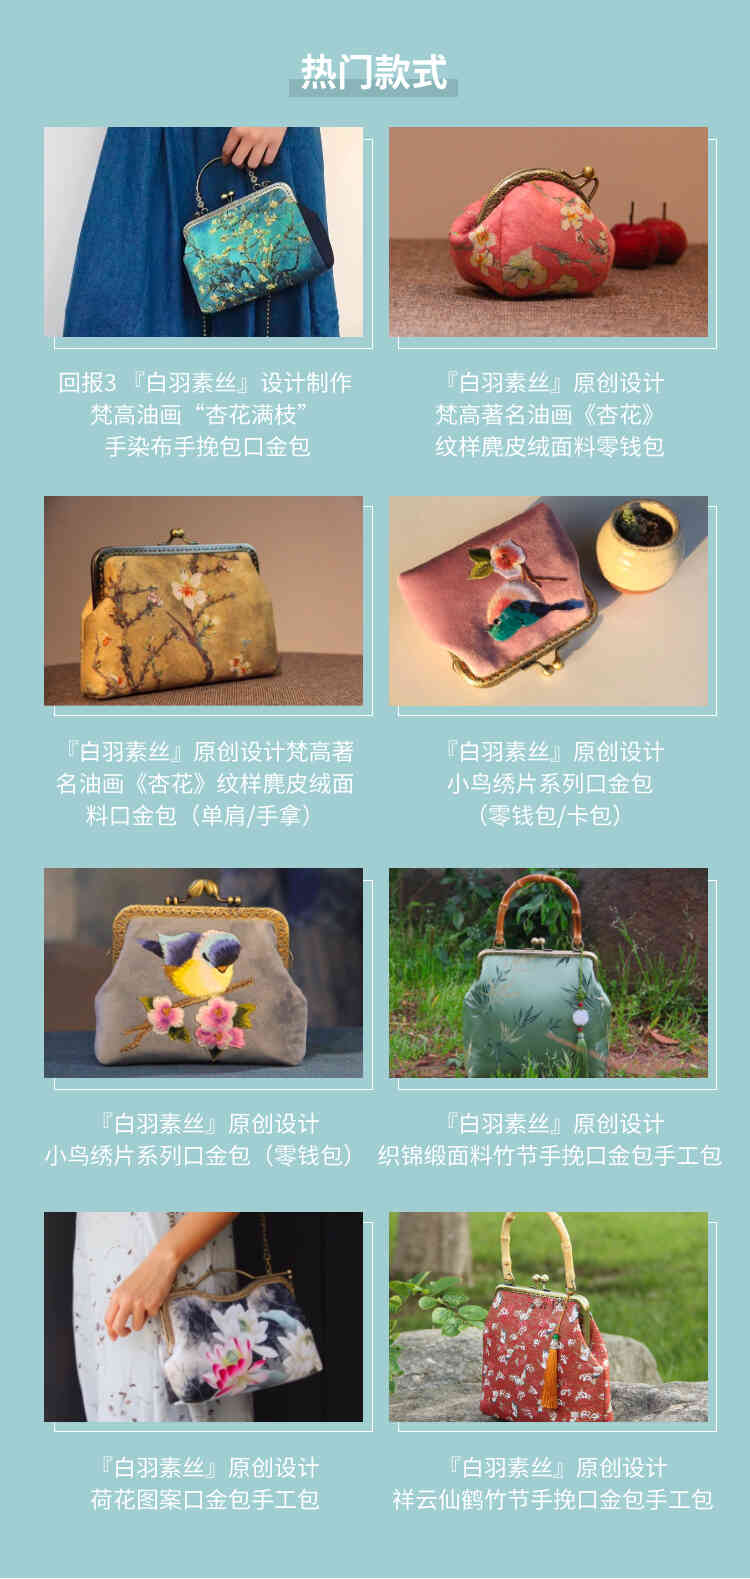 热门款式
回报3 『白羽素丝』设计制作
梵高油画“杏花满枝”
手染布手挽包口金包
『白羽素丝』原创设计
梵高著名油画《杏花》
纹样麂皮绒面料零钱包
『白羽素丝』原创设计梵高著
名油画《杏花》纹样麂皮绒面
料口金包（单肩/手拿）
『白羽素丝』原创设计
小鸟绣片系列口金包
（零钱包/卡包）
『白羽素丝』原创设计
小鸟绣片系列口金包（零钱包）
『白羽素丝』原创设计
织锦缎面料竹节手挽口金包手工包
『白羽素丝』原创设计
荷花图案口金包手工包
『白羽素丝』原创设计
祥云仙鹤竹节手挽口金包手工包